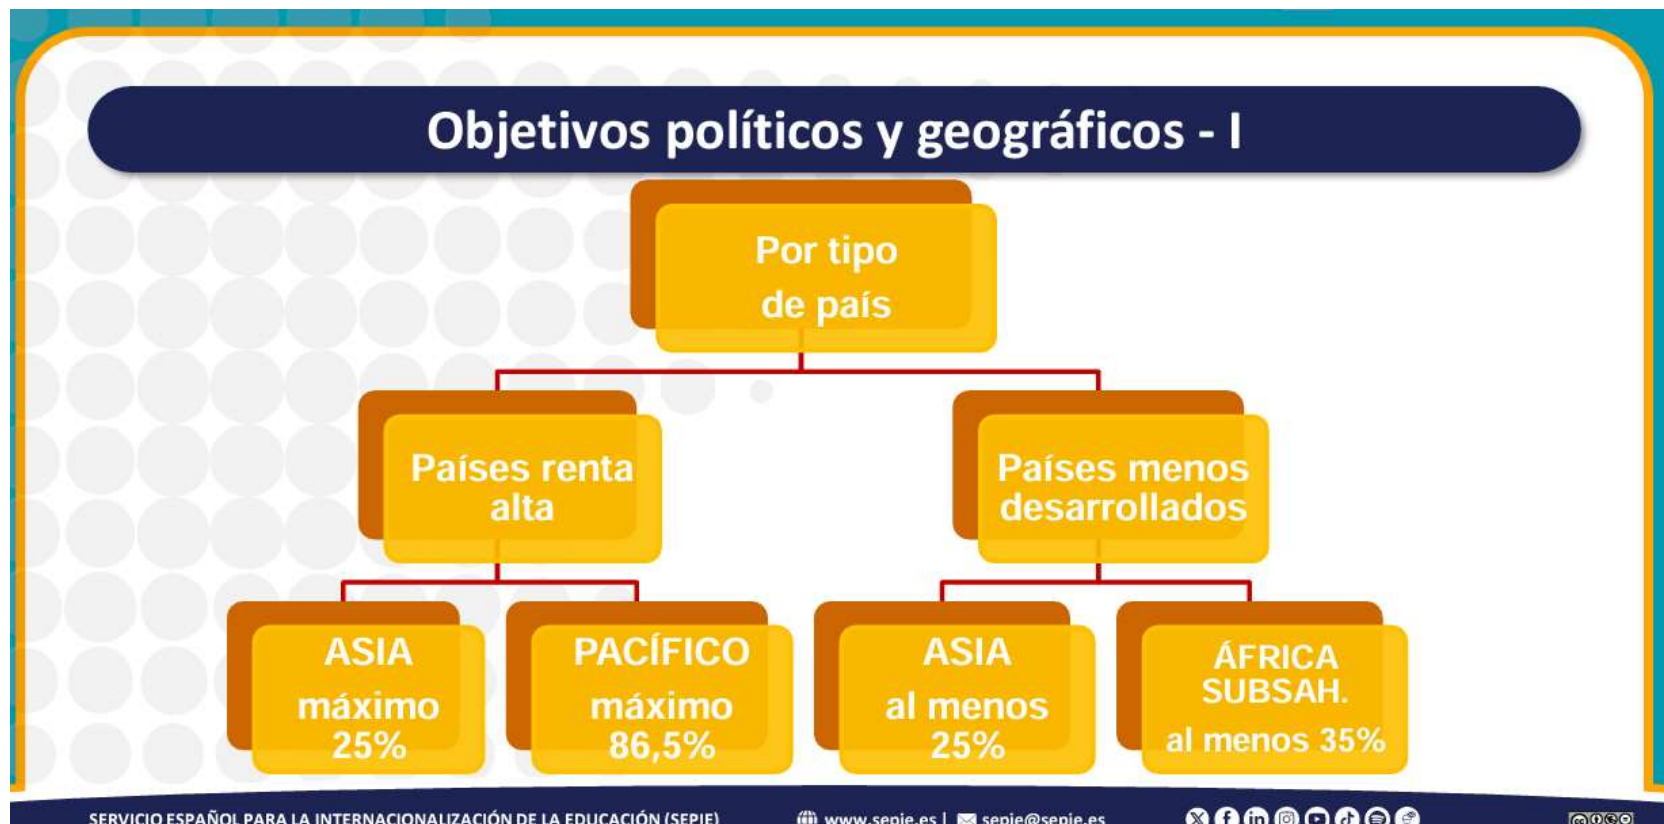 Objetivos políticos y geográficos - I
Por tipo
de país
Países renta
alta
Países menos
desarrollados
ASIA
máximo
25%
PACÍFICO
máximo
86,5%
ASIA
al menos
25%
ÁFRICA
SUBSAH.
al menos 35%
SERVICIO ESPAÑOL PARA LA INTERNACIONALIZACIÓN DE LA EDUCACIÓN (SEPIE) www.sepie.es | sepie@sepie.es